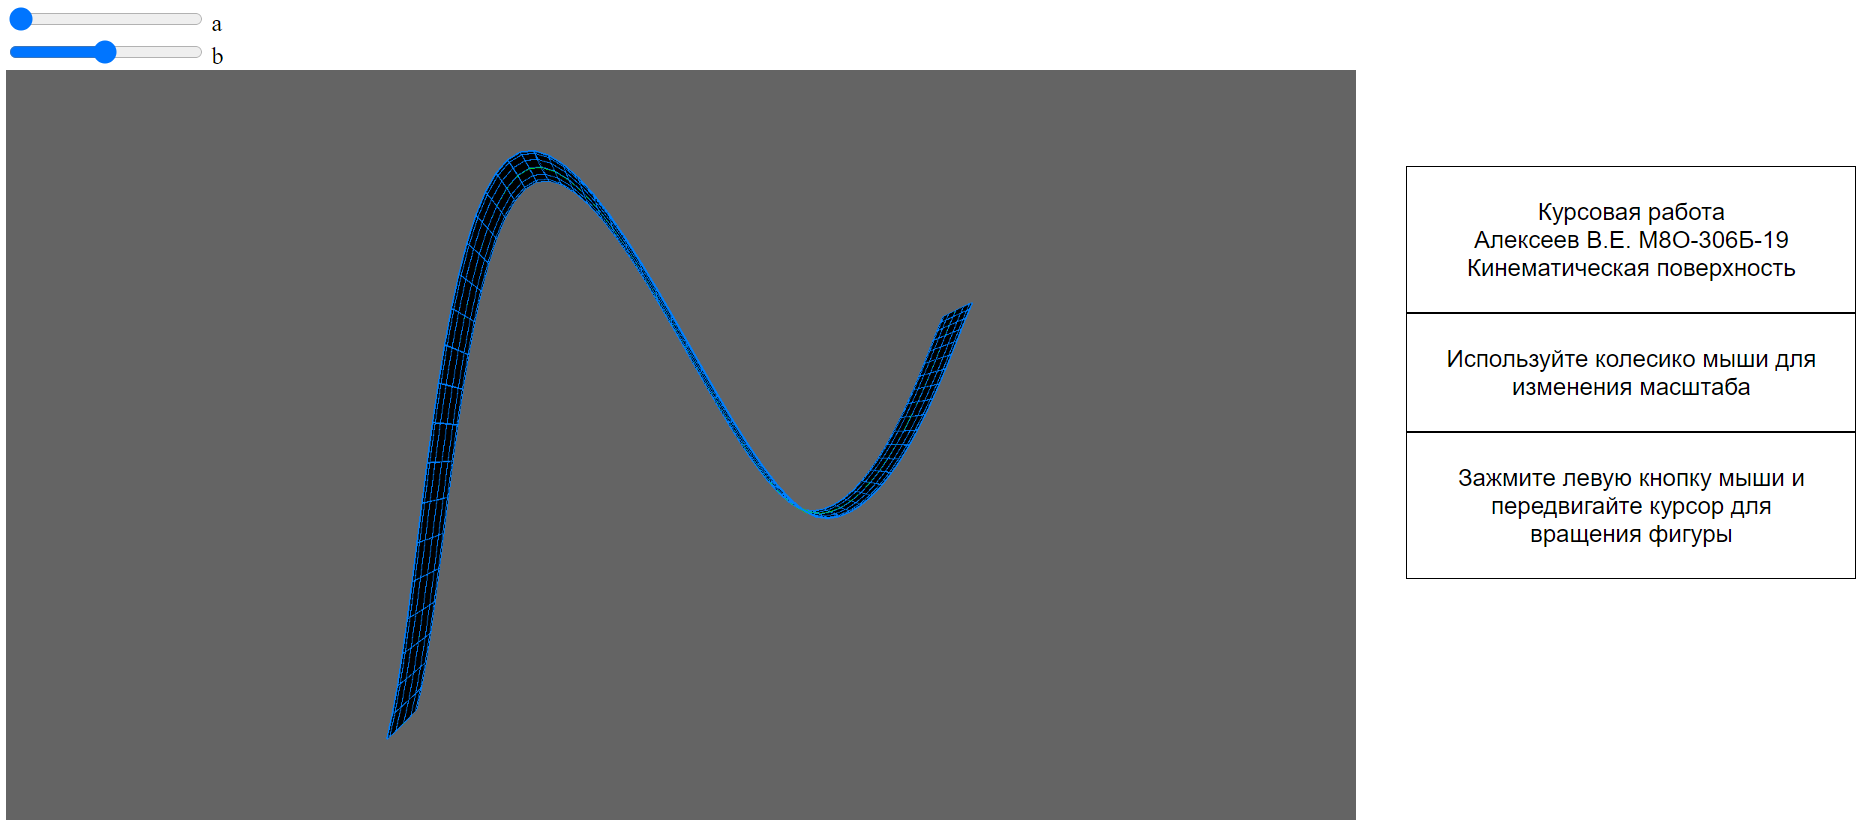 a
b
Курсовая работа
Алексеев В.Е. М8О-306Б-19
Кинематическая поверхность
Используйте колесико мыши для
изменения масштаба
Зажмите левую кнопку мыши и
передвигайте курсор для
вращения фигуры